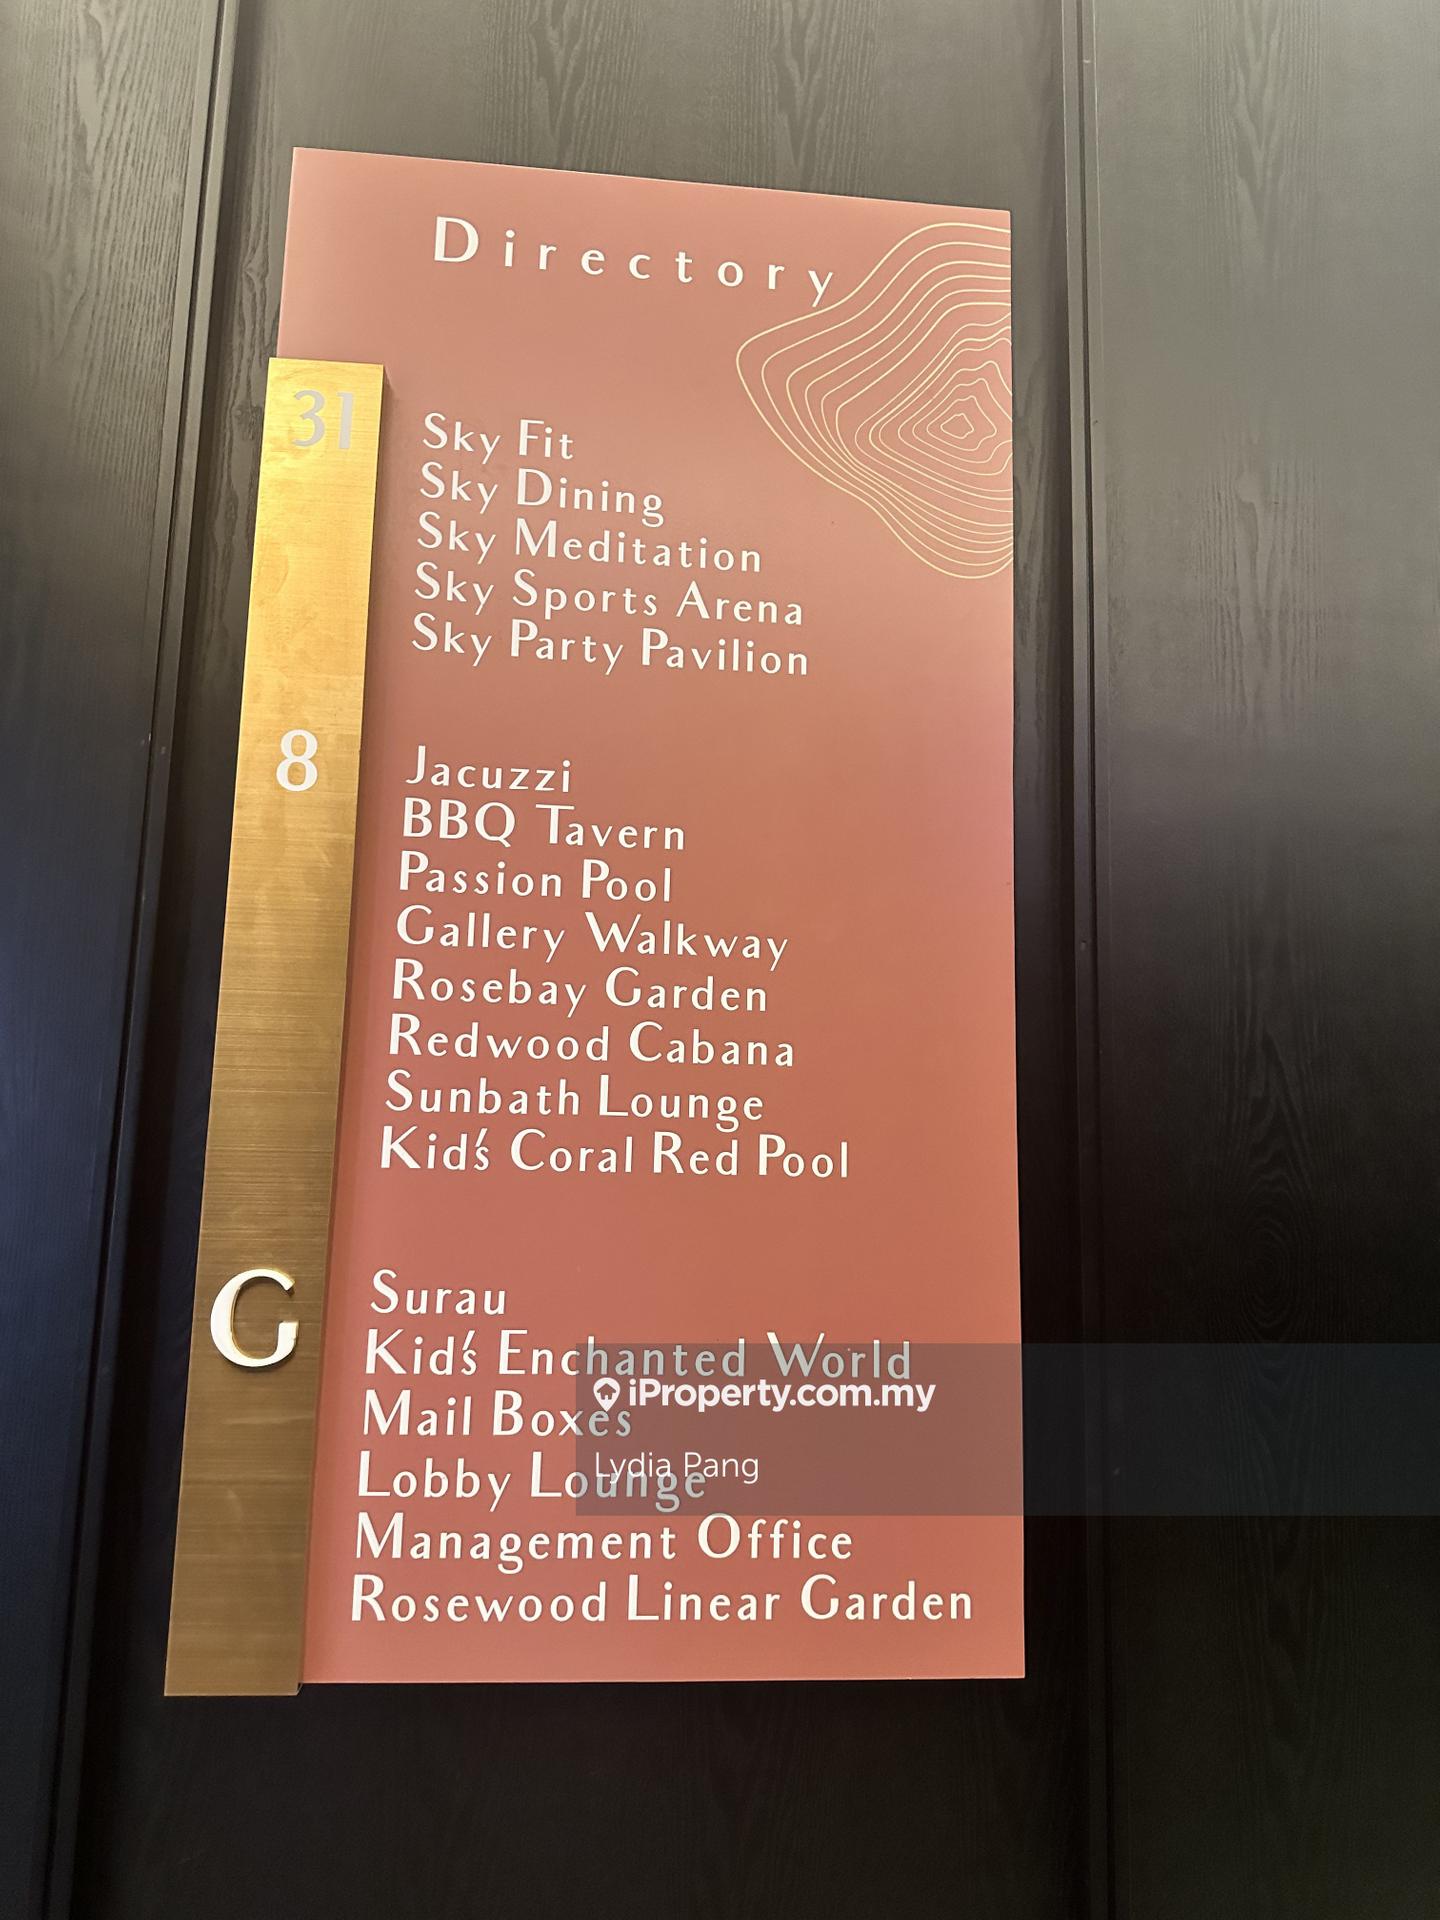 Directory
31
Sky Fit
Sky Dining
Sky Meditation
Sky Sports Arena
Sky Party Pavilion
8
Jacuzzi
BBQ Tavern
Passion Pool
Gallery Walkway
Rosebay Garden
Redwood Cabana
Sunbath Lounge
Kid's Coral Red Pool
G
Surau
Kid's Enchanted World
iProperty.com.my
Mail Boxes
Lydia Pang
Lobby Lounge
Management Office
Rosewood Linear Garden